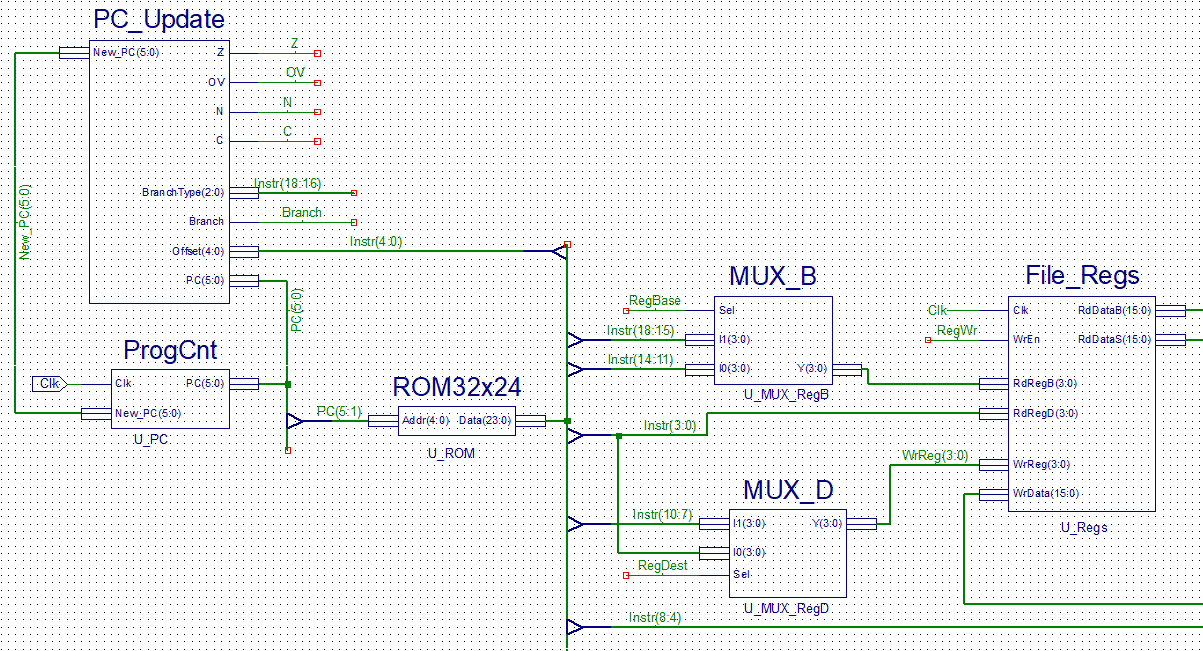 PC_Update
New_PC(5:0)
Z
Z
OV
OV
N
N
C
C
BranchType(2:0)
Instr(18:16)
Branch
Branch
Offset(4:0)
Instr(4:0)
PC(5:0)
New_PC(5:0)
PC(5:0)
ProgCnt
Clk
Clk
PC(5:0)
New_PC(5:0)
U_PC
ROM32x24
PC(5:1)
Addr(4:0)
Data(23:0)
U_ROM
MUX_B
RegBase
Sel
Instr(18:15)
I1(3:0)
Instr(14:11)
I0(3:0)
Y(3:0)
U_MUX_RegB
Instr(3:0)
MUX_D
Instr(10:7)
I1(3:0)
Y(3:0)
I0(3:0)
RegDest
Sel
U_MUX_RegD
Instr(8:4)
File_Regs
Clk
Clk
RdDataB(15:0)
RegWr
WrEn
RdDataS(15:0)
RdRegB(3:0)
RdRegD(3:0)
WrReg(3:0)
WrReg(3:0)
WrData(15:0)
U_Regs